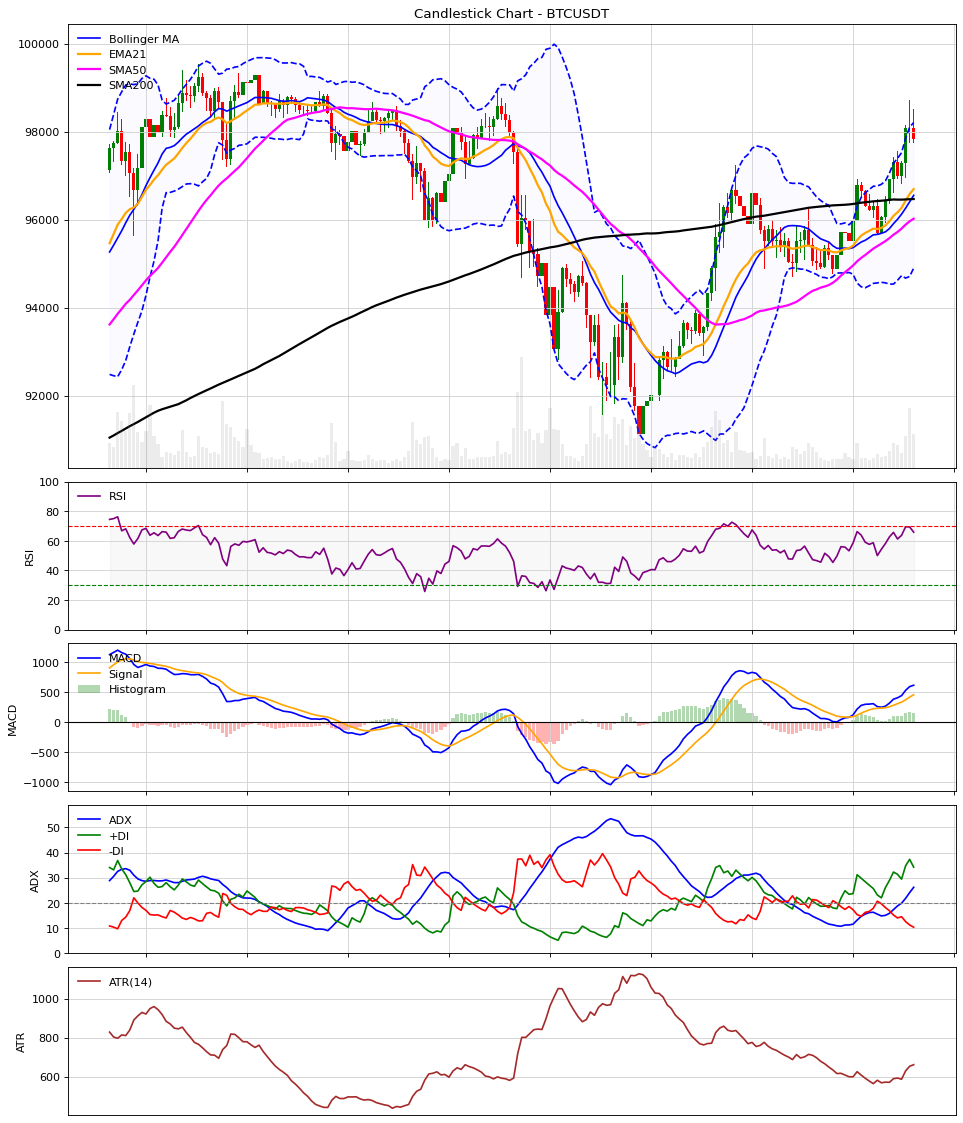 Candlestick Chart - BTCUSDT
Bollinger MA
EMA21
SMA50
SMA200
100000
98000
96000
94000
92000
RSI
RSI
100
80
60
40
20
0
MACD
Signal
Histogram
MACD
1000
500
0
−500
−1000
ADX
+DI
-DI
ADX
50
40
30
20
10
0
ATR(14)
ATR
1000
800
600